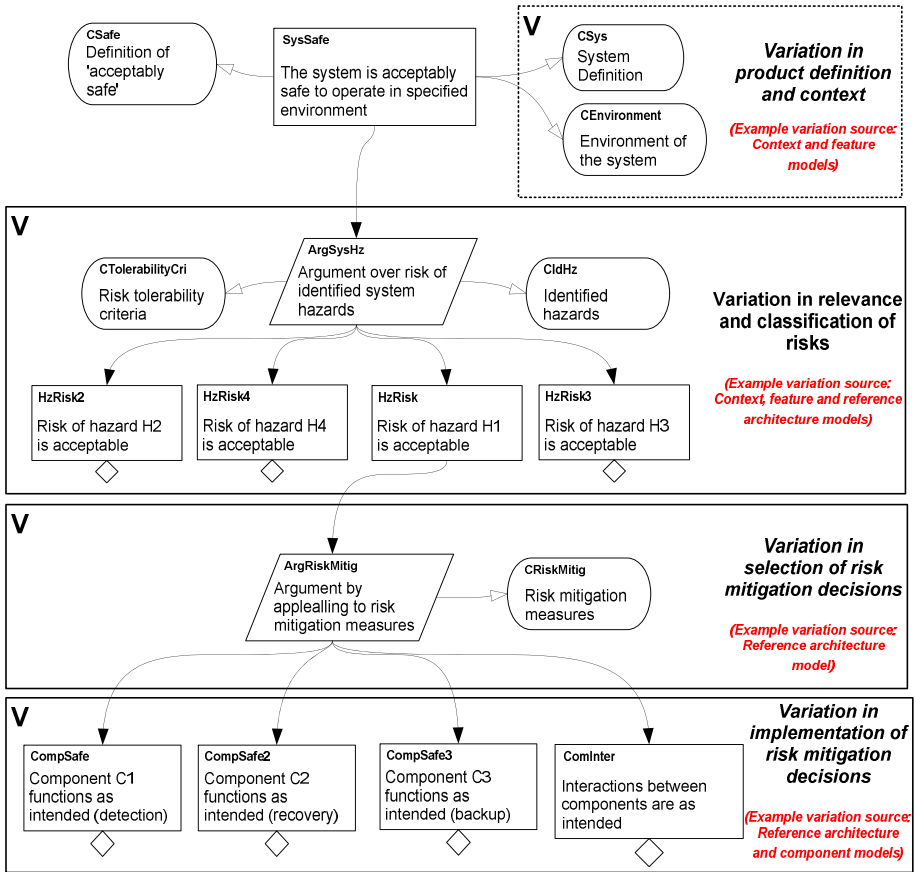 CSafe
Definition of
'acceptably
safe'
SysSafe
The system is acceptably
safe to operate in specified
environment
V
CSys
System
Definition
CEnvironment
Environment of
the system
Variation in
product definition
and context
(Example variation source:
Context and feature
models)
V
ArgSysHz
Argument over risk of
identified system
hazards
CTolerabilityCri
Risk tolerability
criteria
CIdHz
Identified
hazards
Variation in relevance
and classification of
risks
(Example variation source:
Context, feature and reference
architecture models)
HzRisk2
Risk of hazard H2
is acceptable
HzRisk4
Risk of hazard H4
is acceptable
HzRisk
Risk of hazard H1
is acceptable
HzRisk3
Risk of hazard H3
is acceptable
V
ArgRiskMitig
Argument by
applealling to risk
mitigation measures
CRiskMitig
Risk mitigation
measures
Variation in
selection of risk
mitigation decisions
(Example variation source:
Reference architecture
model)
V
CompSafe
Component C1
functions as
intended (detection)
CompSafe2
Component C2
functions as
intended (recovery)
CompSafe3
Component C3
functions as
intended (backup)
ComInter
Interactions between
components are as
intended
Variation in
implementation of
risk mitigation
decisions
(Example variation source:
Reference architecture
and component models)